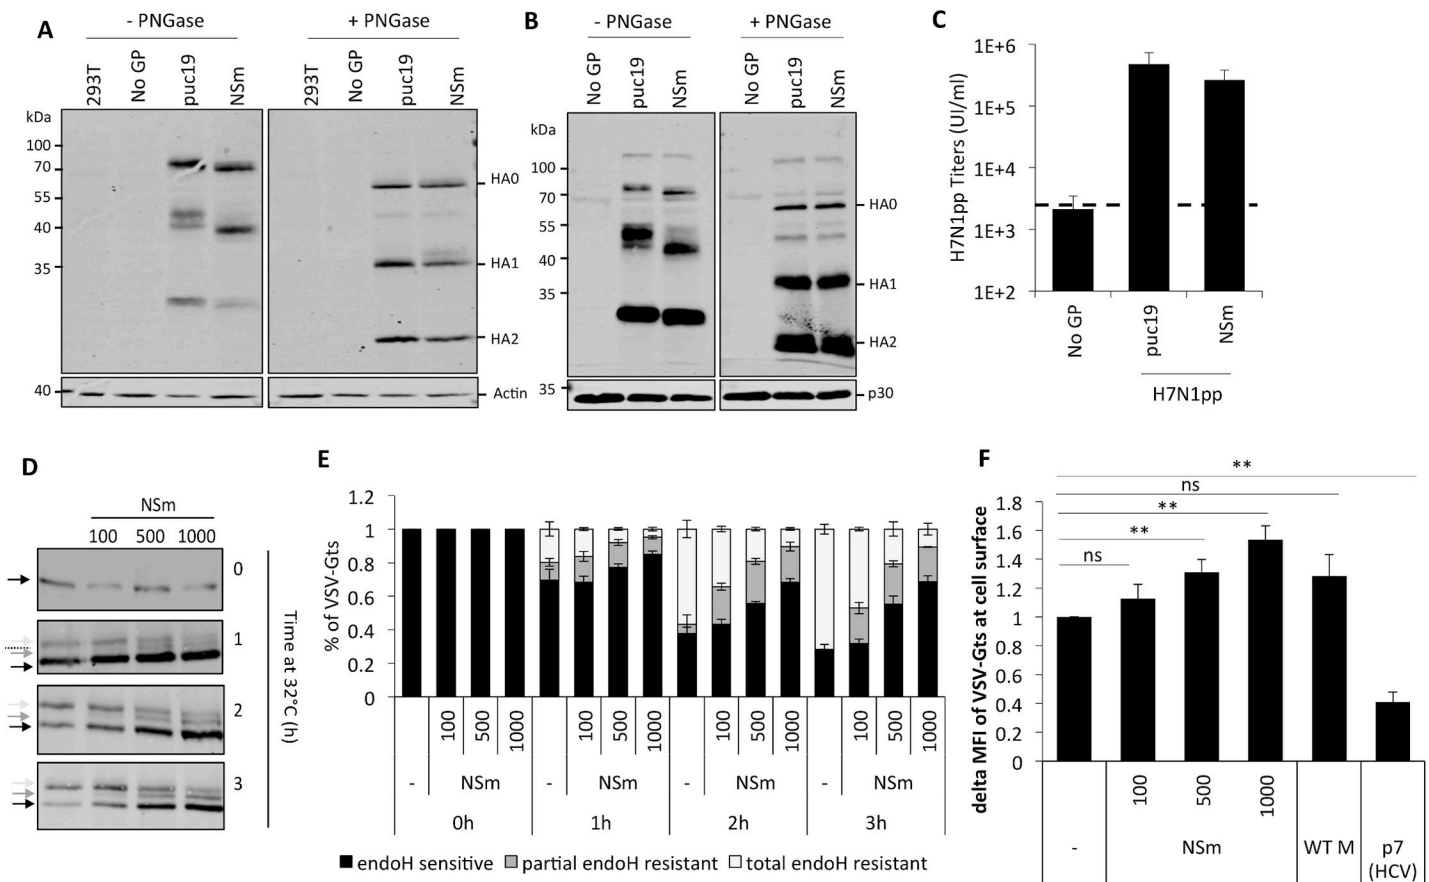 A
- PNGase
+ PNGase
293T
No GP
puc19
NSm
293T
No GP
puc19
NSm
kDa
100
70
55
40
35
HA0
HA1
HA2
40
Actin
B
- PNGase
+ PNGase
No GP
puc19
NSm
No GP
puc19
NSm
kDa
100
70
55
40
35
HA0
HA1
HA2
35
p30
C
H7N1pp Titers (UI/ml)
1E+6
1E+5
1E+4
1E+3
1E+2
No GP
puc19
NSm
H7N1pp
D
NSm
100 500 1000
0
1
2
3
Time at 32°C (h)
E
% of VSV-Gts
1.2
1
0.8
0.6
0.4
0.2
0
100 500 1000 100 500 1000 100 500 1000 100 500 1000
- NSm - NSm - NSm - NSm
0h 1h 2h 3h
endoH sensitive partial endoH resistant total endoH resistant
F
delta MFI of VSV-Gts at cell surface
1.8
1.6
1.4
1.2
1
0.8
0.6
0.4
0.2
0
**
ns
**
**
ns
100 500 1000
- NSm WT M p7
(HCV)